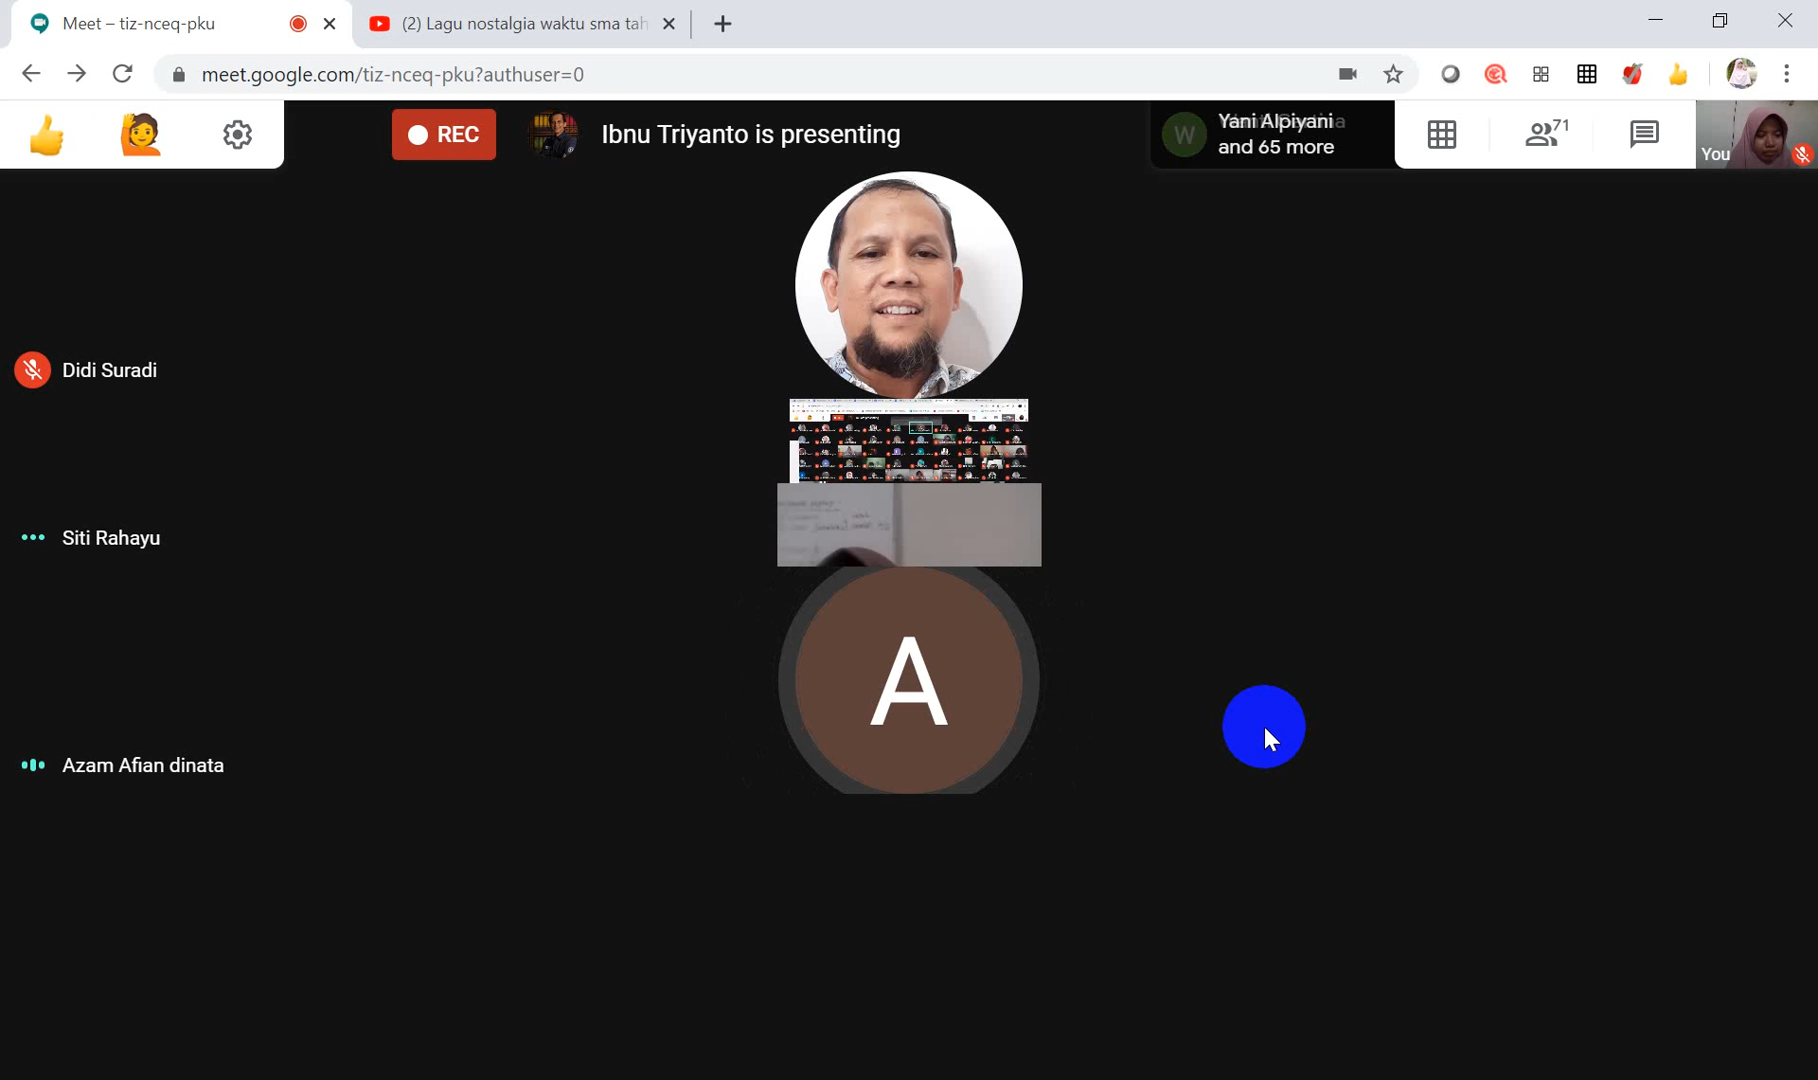 Meet – tiz-nceq-pku
(2) Lagu nostalgia waktu sma tah
meet.google.com/tiz-nceq-pku?authuser=0
REC
Ibnu Triyanto is presenting
W
Yani Alpiyani
and 65 more
71
You
Didi Suradi
Siti Rahayu
A
Azam Afian dinata